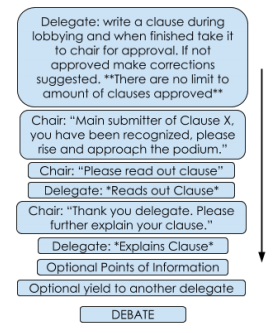 Delegate: write a clause during
lobbying and when finished take it
to chair for approval. If not
approved make corrections
suggested. **There are no limit to
amount of clauses approved**
Chair: “Main submitter of Clause X,
you have been recognized, please
rise and approach the podium.”
Chair: “Please read out clause”
Delegate: *Reads out Clause*
Chair: “Thank you delegate. Please
further explain your clause.”
Delegate: *Explains Clause*
Optional Points of Information
Optional yield to another delegate
DEBATE